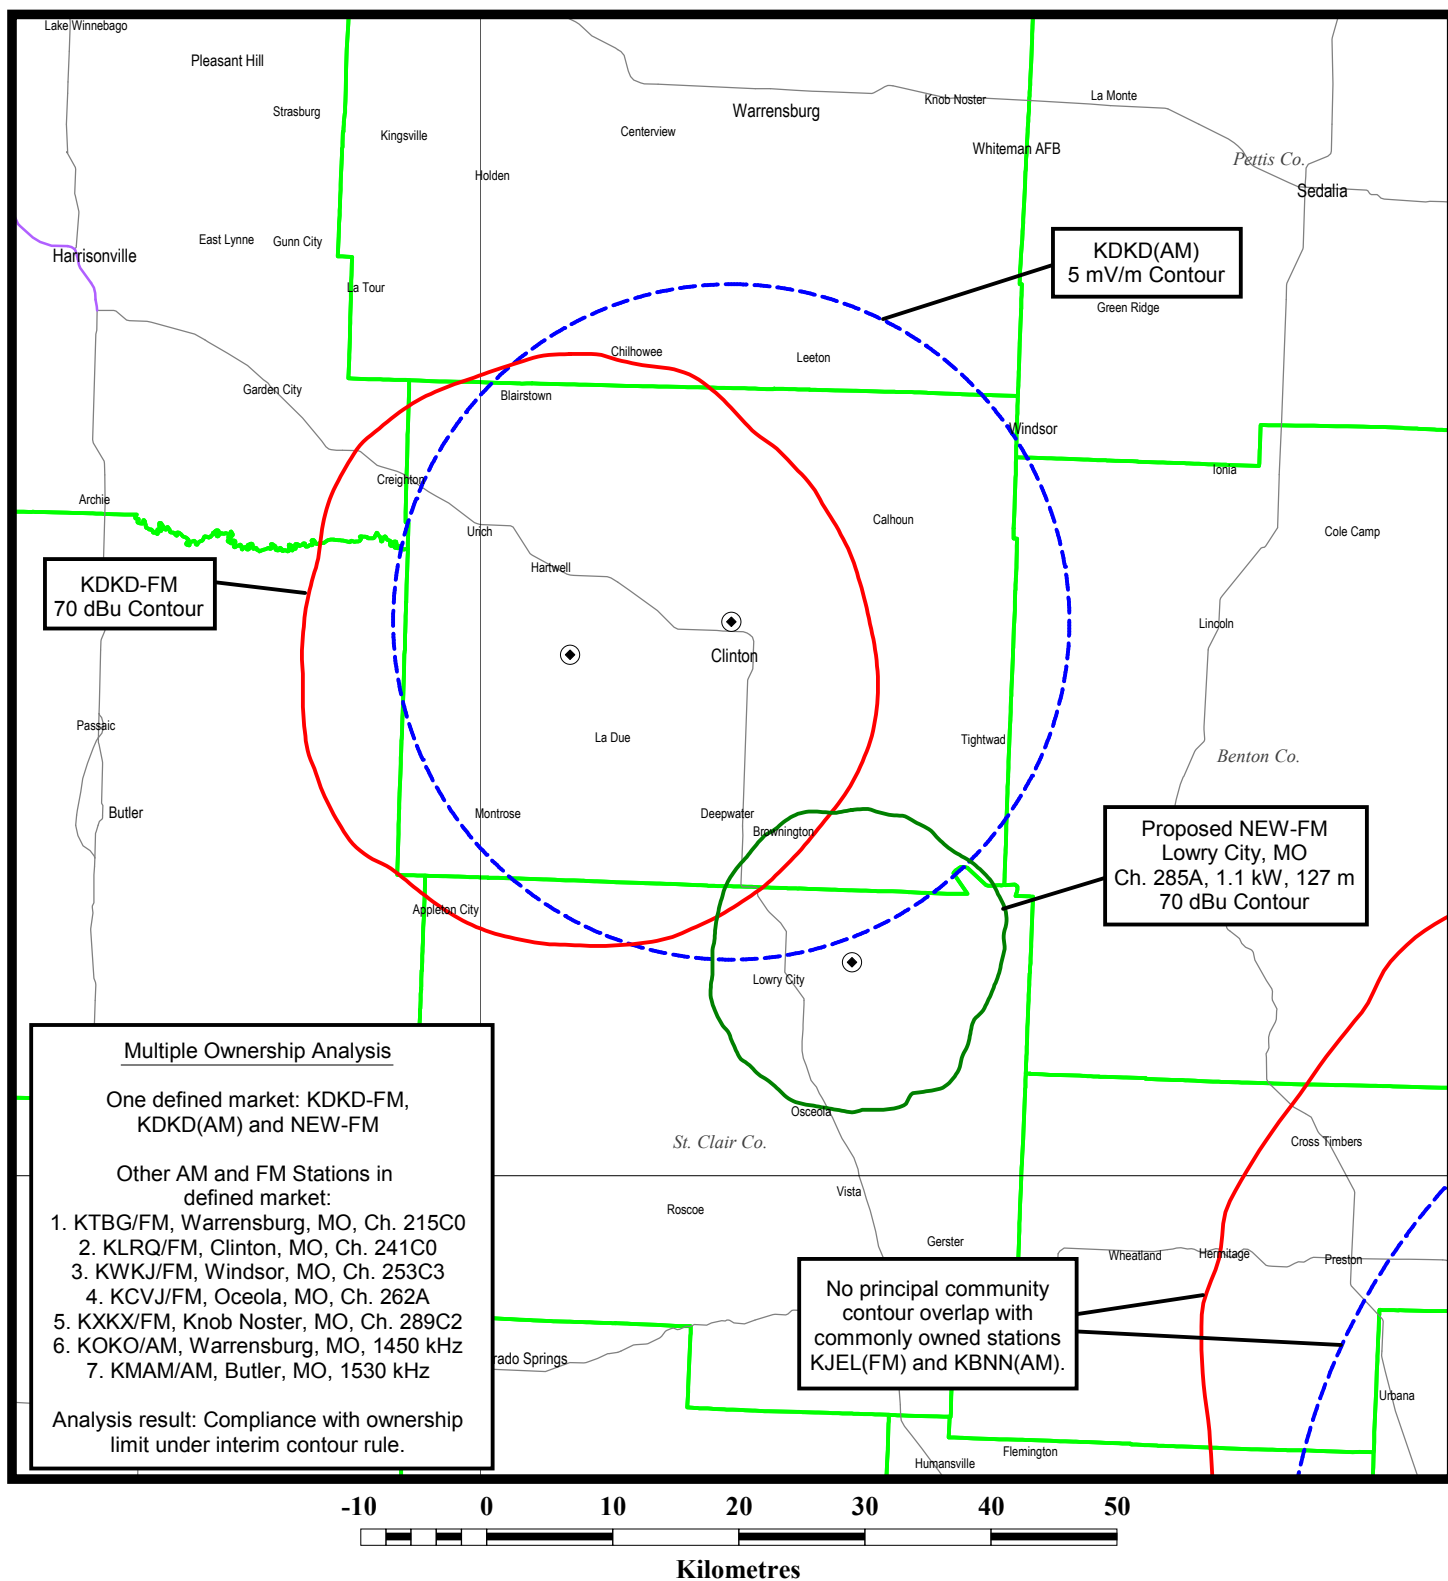 Lake Winnebago
Pleasant Hill
Strasburg
Kingsville
Holden
Centerview
Warrensburg
Knob Noster
La Monte
Whiteman AFB
Pettis Co.
Sedalia
East Lynne
Gunn City
Harrisonville
La Tour
KDKD(AM)
5 mV/m Contour
Green Ridge
Chilhowee
Leeton
Garden City
Blairstown
Windsor
Ionia
Creighton
Archie
Urich
Calhoun
Cole Camp
Hartwell
KDKD-FM
70 dBu Contour
Lincoln
Clinton
Passaic
La Due
Tightwad
Benton Co.
Butler
Montrose
Deepwater
Brownington
Proposed NEW-FM
Lowry City, MO
Ch. 285A, 1.1 kW, 127 m
70 dBu Contour
Appleton City
Lowry City
Osceola
St. Clair Co.
Cross Timbers
Vista
Roscoe
Gerster
Wheatland
Hermitage
Preston
Multiple Ownership Analysis
One defined market: KDKD-FM,
KDKD(AM) and NEW-FM
Other AM and FM Stations in
defined market:
1. KTBG/FM, Warrensburg, MO, Ch. 215C0
2. KLRQ/FM, Clinton, MO, Ch. 241C0
3. KWKJ/FM, Windsor, MO, Ch. 253C3
4. KCVJ/FM, Oceola, MO, Ch. 262A
5. KXKX/FM, Knob Noster, MO, Ch. 289C2
6. KOKO/AM, Warrensburg, MO, 1450 kHz
7. KMAM/AM, Butler, MO, 1530 kHz
Analysis result: Compliance with ownership
limit under interim contour rule.
rado Springs
No principal community
contour overlap with
commonly owned stations
KJEL(FM) and KBNN(AM).
Urbana
Flemington
Humansville
-10 0 10 20 30 40 50
Kilometres